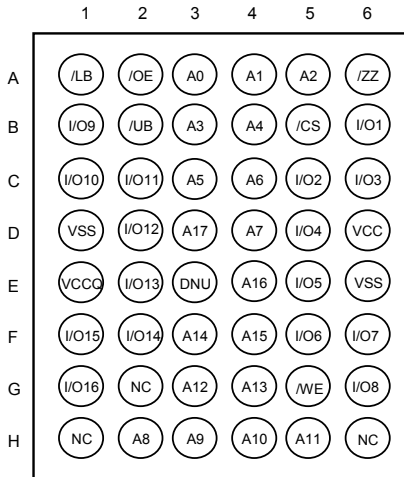 1 2 3 4 5 6
A /LB /OE A0 A1 A2 /ZZ
B I/O9 /UB A3 A4 /CS I/O1
C I/O10 I/O11 A5 A6 I/O2 I/O3
D VSS I/O12 A17 A7 I/O4 VCC
E VCCQ I/O13 DNU A16 I/O5 VSS
F I/O15 I/O14 A14 A15 I/O6 I/O7
G I/O16 NC A12 A13 /WE I/O8
H NC A8 A9 A10 A11 NC